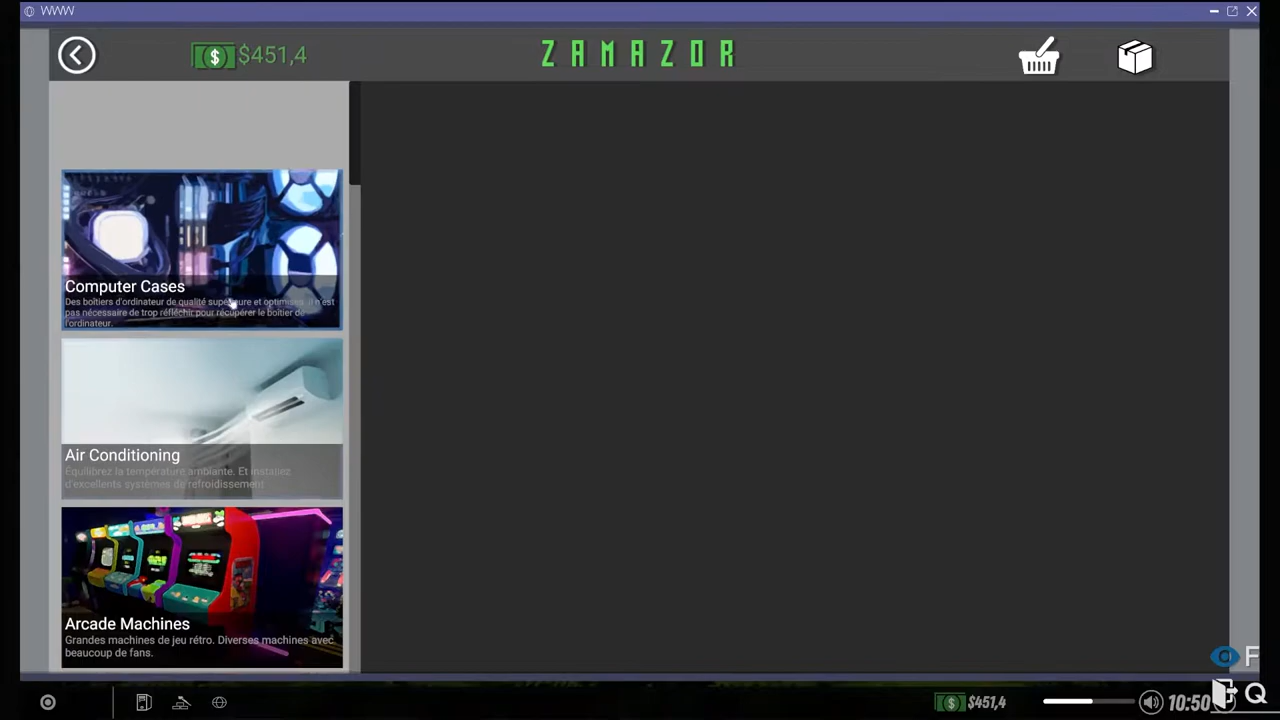 WWW
$451,4
ZAMAZOR
Computer Cases
Des boîtiers d'ordinateur de qualité supérieure et optimisés. Il n'est
pas nécessaire de trop réfléchir pour récupérer le boîtier de
l'ordinateur.
Air Conditioning
Équilibrez la température ambiante. Et installez
d'excellents systèmes de refroidissement
Arcade Machines
Grandes machines de jeu rétro. Diverses machines avec
beaucoup de fans.
F
$451,4
10:50
Q